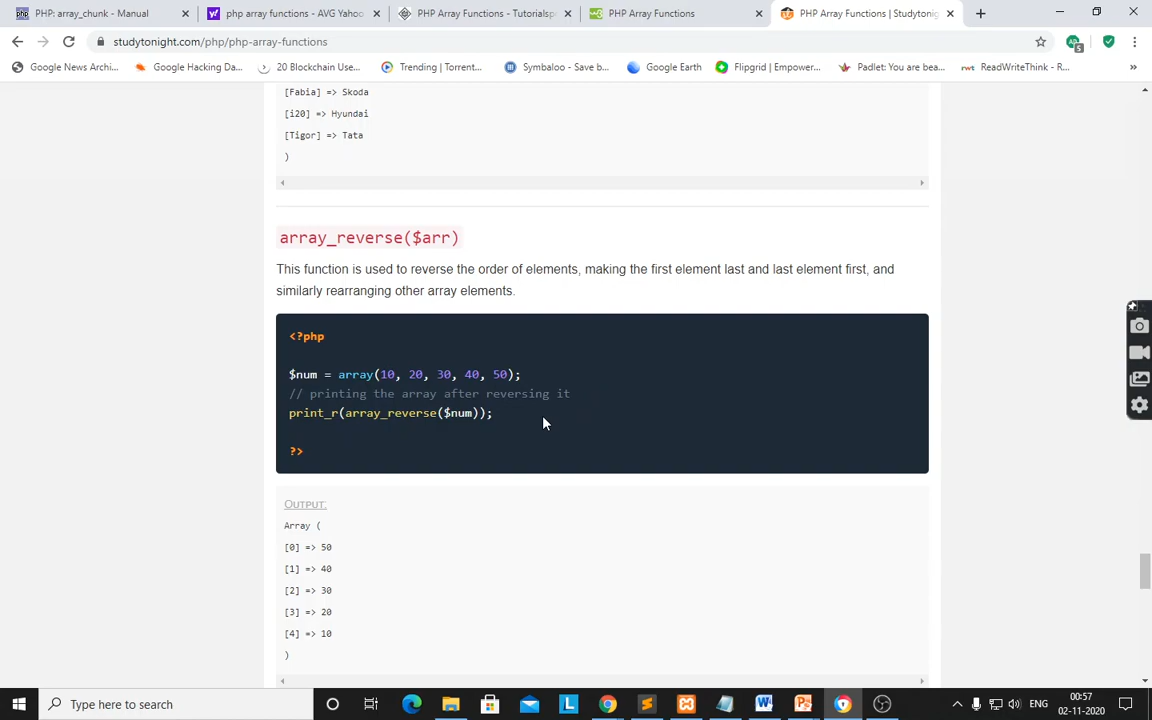 PHP: array_chunk - Manual
php array functions - AVG Yahoo
PHP Array Functions - Tutorialspo
PHP Array Functions
PHP Array Functions | Studytonig
studytonight.com/php/php-array-functions
Google News Archi...
Google Hacking Da...
20 Blockchain Use...
Trending | Torrent...
Symbaloo - Save b...
Google Earth
Flipgrid | Empower...
Padlet: You are bea...
ReadWriteThink - R...
[Fabia] => Skoda
[i20] => Hyundai
[Tigor] => Tata
)
array_reverse($arr)
This function is used to reverse the order of elements, making the first element last and last element first, and
similarly rearranging other array elements.
<?php
$num = array(10, 20, 30, 40, 50);
// printing the array after reversing it
print_r(array_reverse($num));
?>
OUTPUT:
Array (
[0] => 50
[1] => 40
[2] => 30
[3] => 20
[4] => 10
)
Type here to search
ENG
00:57
02-11-2020